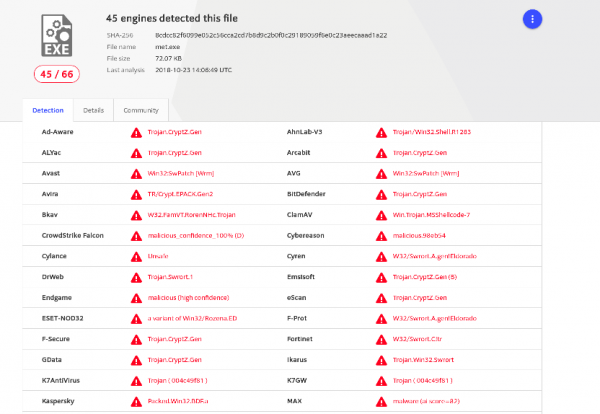 45 engines detected this file
SHA-256
File name met.exe
File size 72.07 KB
Last analysis 2018-10-23 14:06:49 UTC
EXE
45 / 66
Detection Details Community
Ad-Aware Trojan.CryptZ.Gen AhnLab-V3 Trojan/Win32.Shell.R1283
ALYac Trojan.CryptZ.Gen Arcabit Trojan.CryptZ.Gen
Avast Win32:SwPatch [Wrm] AVG Win32:SwPatch [Wrm]
Avira TR/Crypt.EPACK.Gen2 BitDefender Trojan.CryptZ.Gen
Bkav W32.FamVT.RorenNHc.Trojan ClamAV Win.Trojan.MSShellcode-7
CrowdStrike Falcon malicious_confidence_100% (D) Cybereason malicious.98eb54
Cylance Unsafe Cyren W32/Swrort.A.gen!Eldorado
DrWeb Trojan.Swrort.1 Emsisoft Trojan.CryptZ.Gen (B)
Endgame malicious (high confidence) eScan Trojan.CryptZ.Gen
ESET-NOD32 a variant of Win32/Rozena.ED F-Prot W32/Swrort.A.gen!Eldorado
F-Secure Trojan.CryptZ.Gen Fortinet W32/Swrort.C!tr
GData Trojan.CryptZ.Gen Ikarus Trojan.Win32.Swrort
K7AntiVirus Trojan ( 004c49f81 ) K7GW Trojan ( 004c49f81 )
Kaspersky Packed.Win32.BDF.a MAX malware (ai score=82)